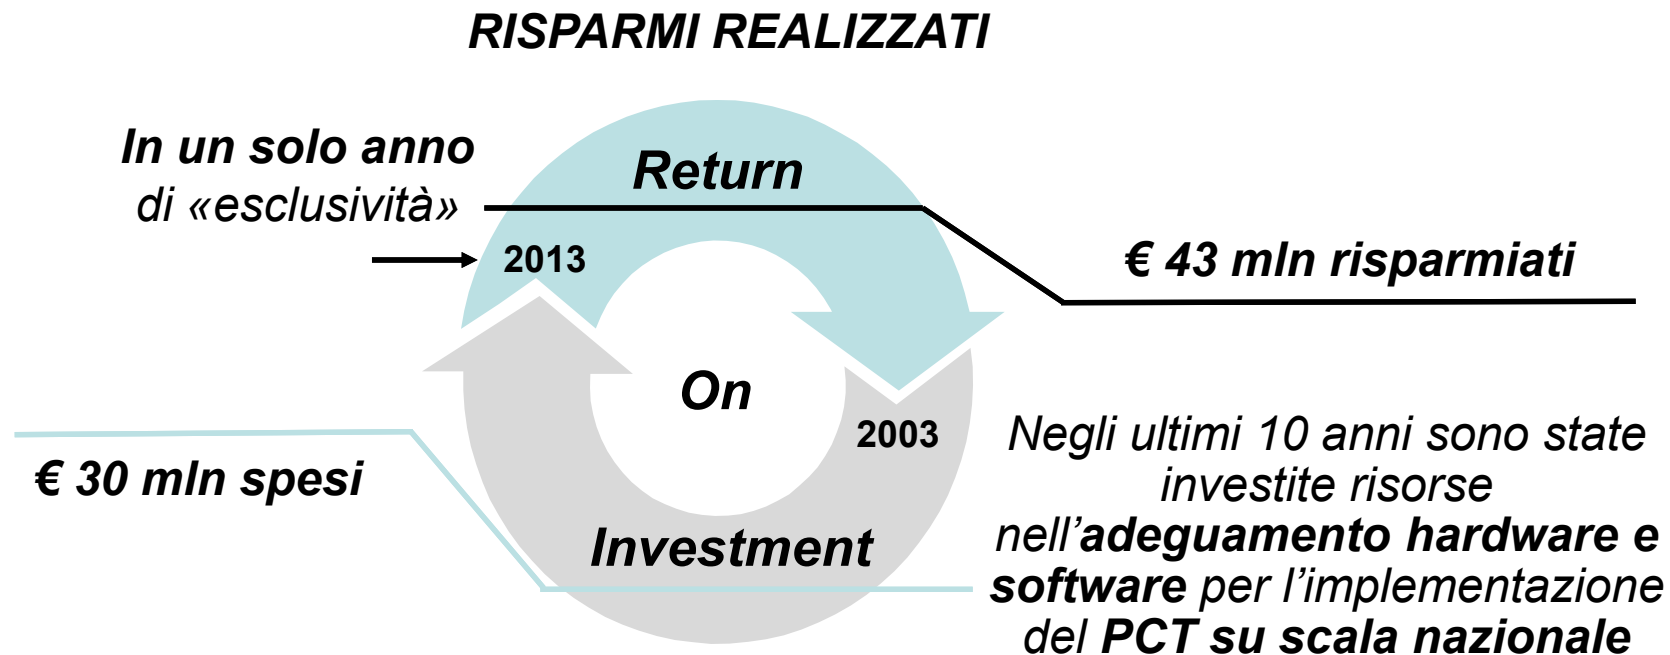 RISPARMI REALIZZATI
In un solo anno
di «esclusività»
Return
2013
€ 43 mln risparmiati
On
2003
€ 30 mln spesi
Investment
Negli ultimi 10 anni sono state
investite risorse
nell’adeguamento hardware e
software per l’implementazione
del PCT su scala nazionale